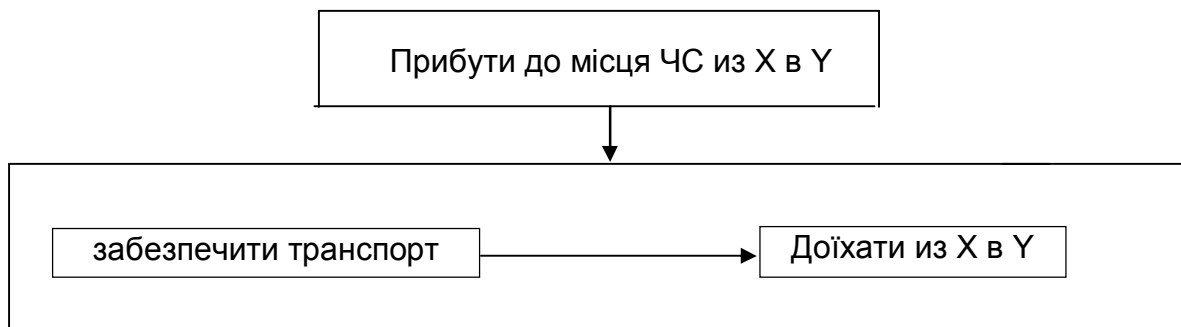 Прибути до місця ЧС из X в Y
забезпечити транспорт
Доїхати из X в Y